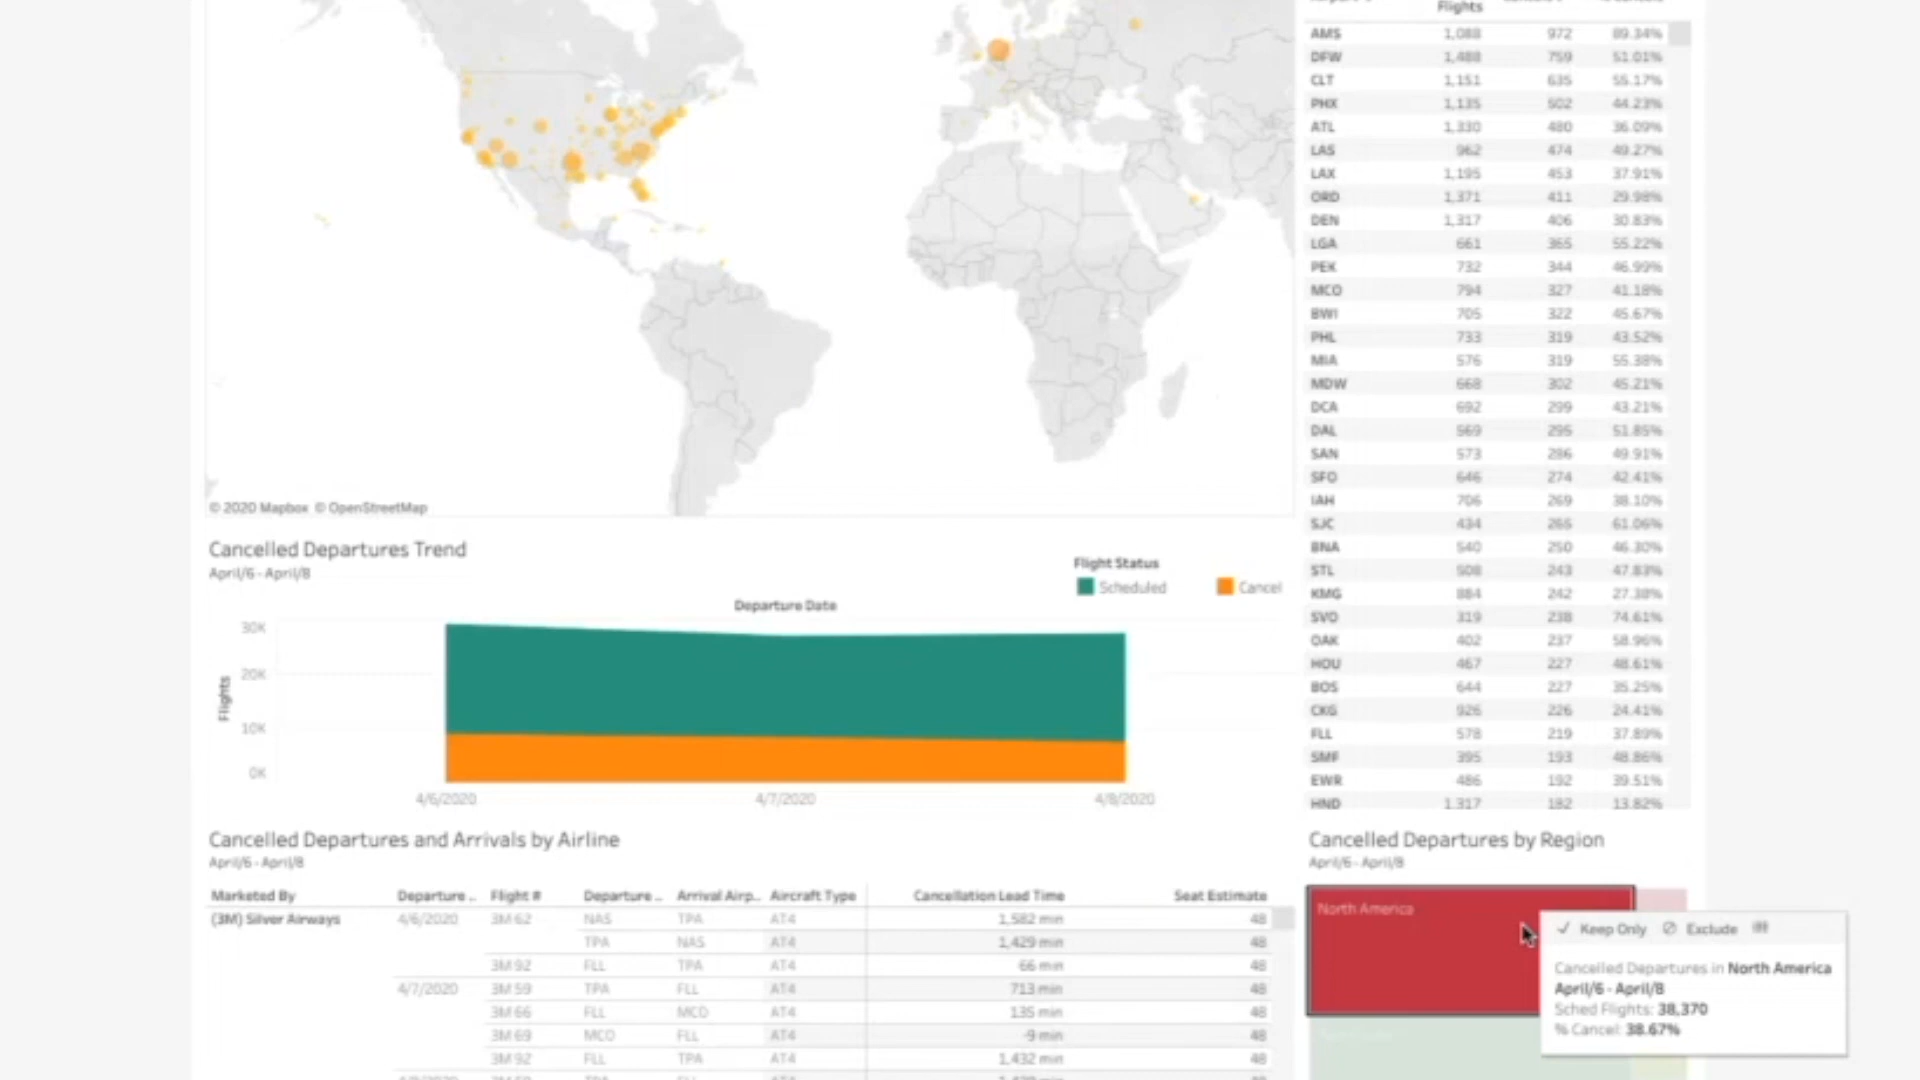 Flights
AMS 1,088 972 89.34%
DFW 1,488 759 51.01%
CLT 1,151 635 55.17%
PHX 1,135 502 44.23%
ATL 1,330 480 36.09%
LAS 962 474 49.27%
LAX 1,195 453 37.91%
ORD 1,371 411 29.98%
DEN 1,317 406 30.83%
LGA 661 365 55.22%
PEK 732 344 46.99%
MCO 794 327 41.18%
BWI 705 322 45.67%
PHL 733 319 43.52%
MIA 576 319 55.38%
MDW 668 302 45.21%
DCA 692 299 43.21%
DAL 569 295 51.85%
SAN 573 286 49.91%
SFO 646 274 42.41%
IAH 706 269 38.10%
SJC 434 265 61.06%
BNA 540 250 46.30%
STL 508 243 47.83%
KMG 884 242 27.38%
SVO 319 238 74.61%
OAK 402 237 58.96%
HOU 467 227 48.61%
BOS 644 227 35.25%
CKG 926 226 24.41%
FLL 578 219 37.89%
SMF 395 193 48.86%
EWR 486 192 39.51%
HND 1,317 182 13.82%
© 2020 Mapbox © OpenStreetMap
Cancelled Departures Trend
April/6 - April/8
Flight Status
Scheduled Cancel
Departure Date
Flights
30K
20K
10K
0K
4/6/2020 4/7/2020 4/8/2020
Cancelled Departures and Arrivals by Airline
April/6 - April/8
Marketed By Departure .. Flight # Departure .. Arrival Airp.. Aircraft Type Cancellation Lead Time Seat Estimate
(3M) Silver Airways 4/6/2020 3M 62 NAS TPA AT4 1,582 min 48
TPA NAS AT4 1,429 min 48
3M 92 FLL TPA AT4 66 min 48
4/7/2020 3M 59 TPA FLL AT4 713 min 48
3M 66 FLL MCO AT4 135 min 48
3M 69 MCO FLL AT4 -9 min 48
3M 92 FLL TPA AT4 1,432 min 48
Cancelled Departures by Region
April/6 - April/8
North America
Keep Only Exclude
Cancelled Departures in North America
April/6 - April/8
Sched Flights: 38,370
% Cancel: 38.67%